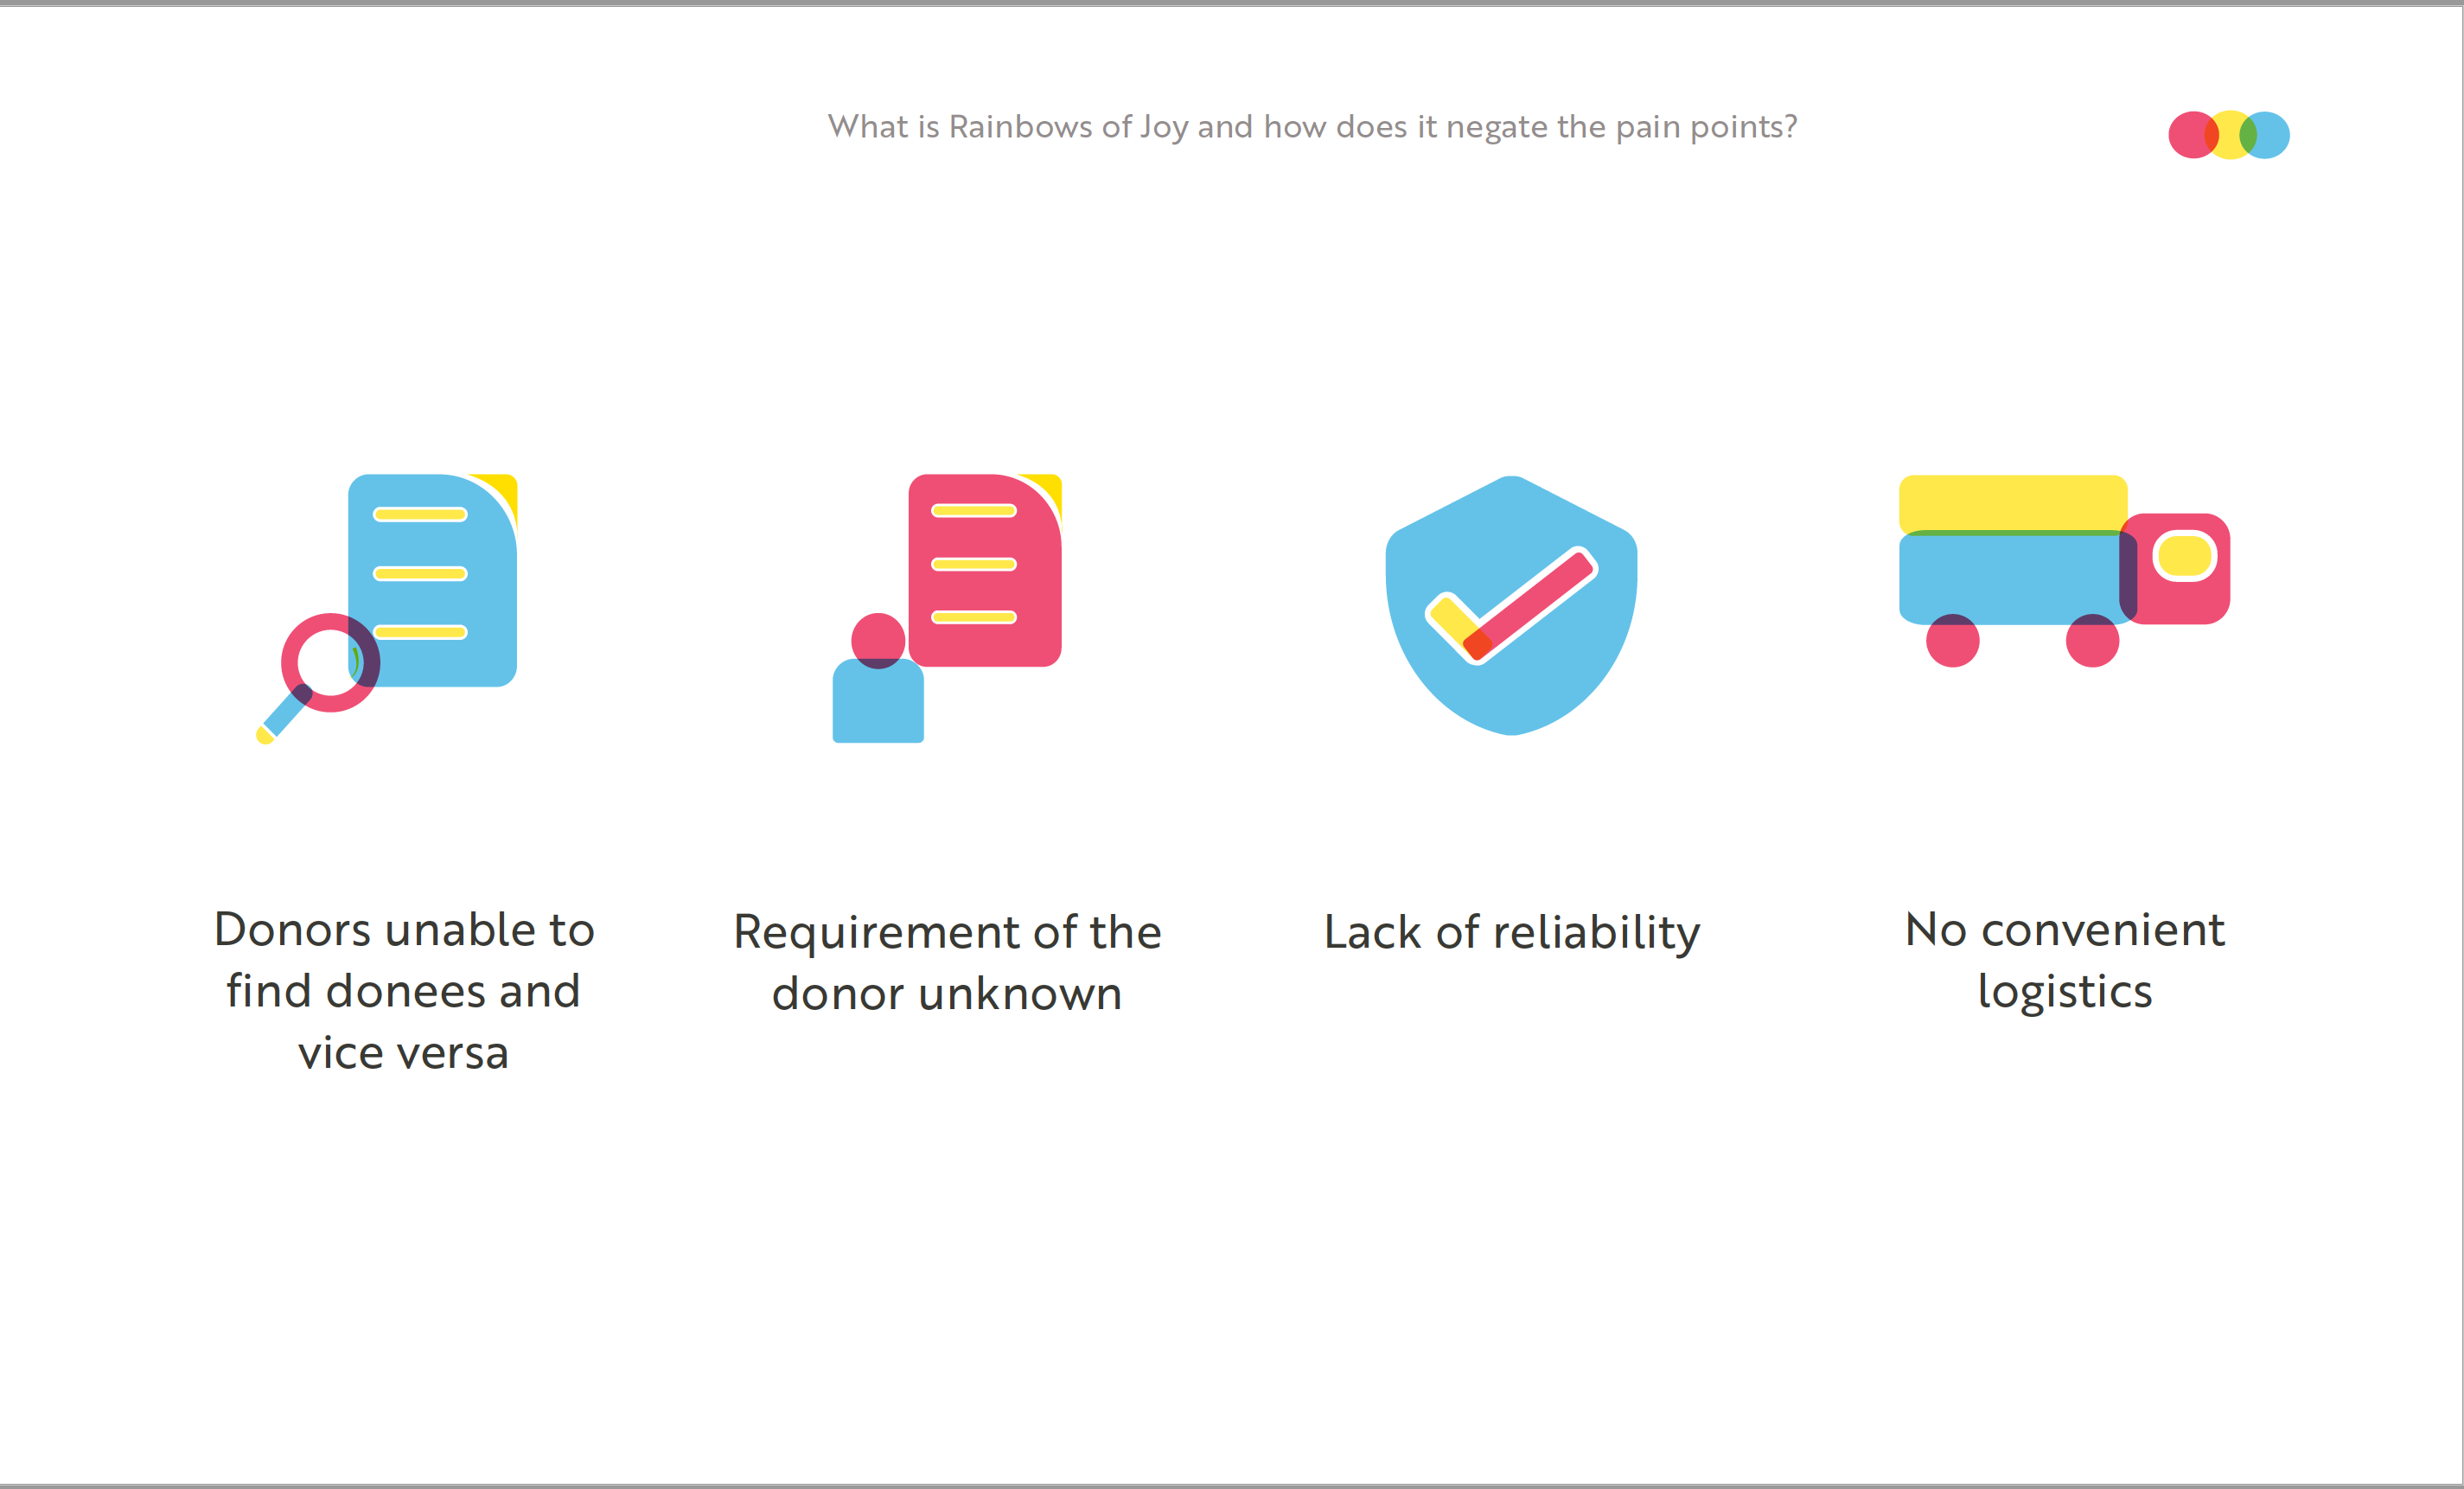 What is Rainbows of Joy and how does it negate the pain points?
Donors unable to
find donees and
vice versa
Requirement of the
donor unknown
Lack of reliability
No convenient
logistics